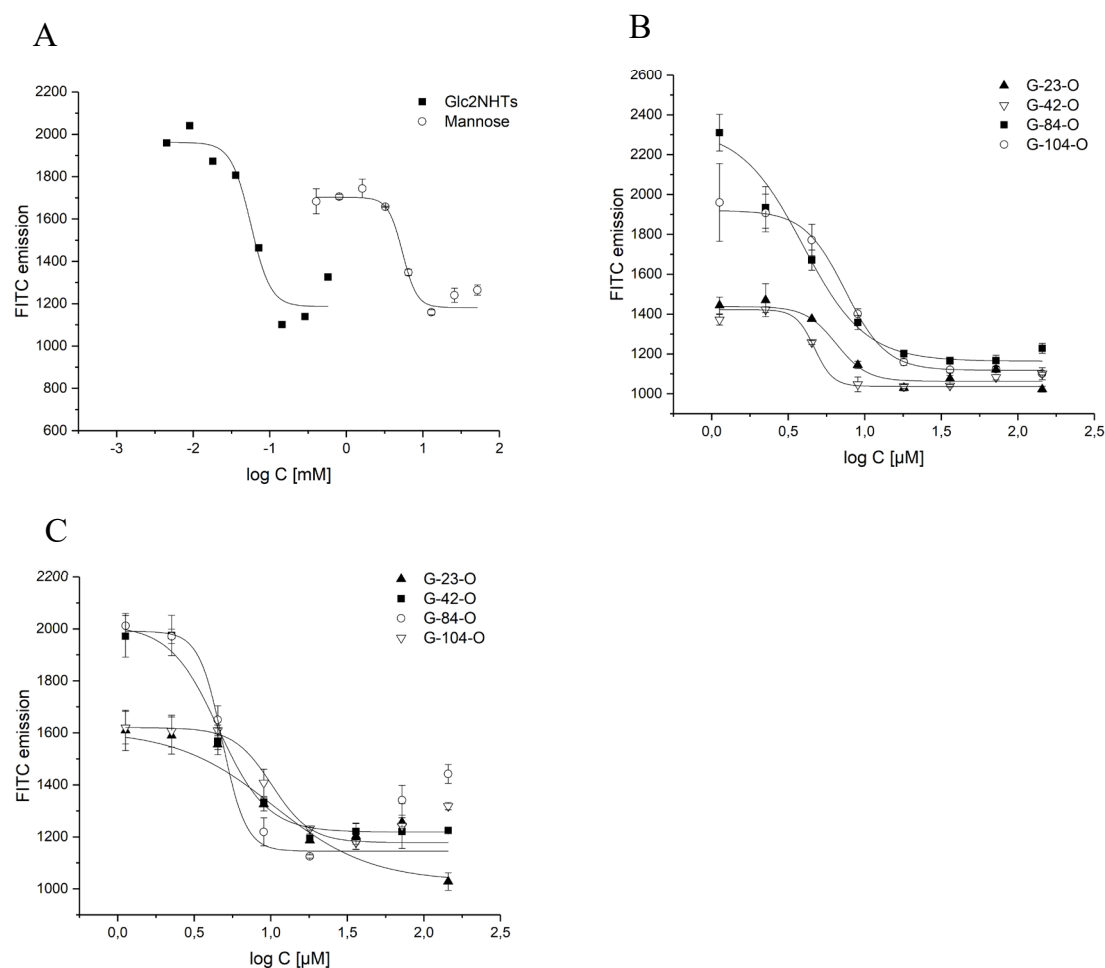 A
2200
2000
1800
1600
1400
1200
1000
800
600
FITC emission
-3 -2 -1 0 1 2
log C [mM]
Glc2NHTs
Mannose
B
2600
2400
2200
2000
1800
1600
1400
1200
1000
FITC emission
0,0 0,5 1,0 1,5 2,0 2,5
log C [µM]
G-23-O
G-42-O
G-84-O
G-104-O
C
2200
2000
1800
1600
1400
1200
1000
FITC emission
0,0 0,5 1,0 1,5 2,0 2,5
log C [µM]
G-23-O
G-42-O
G-84-O
G-104-O